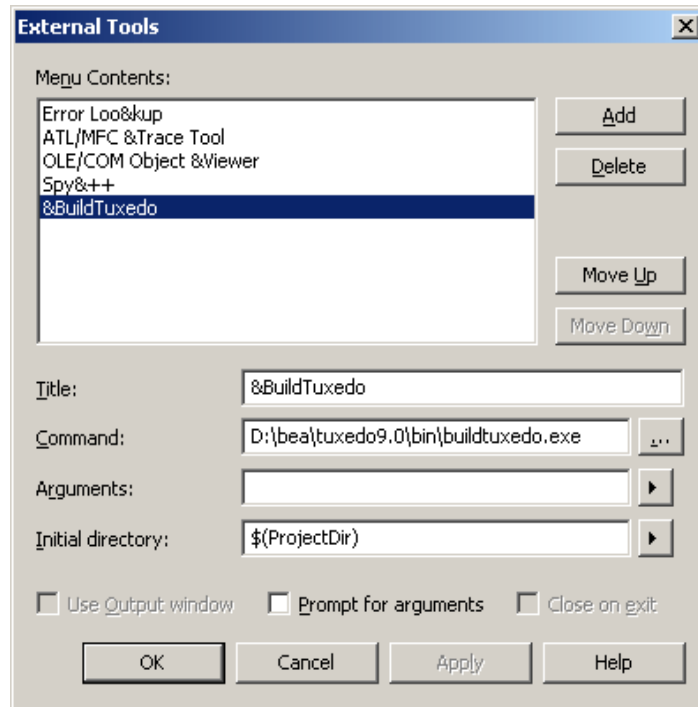 External Tools
Menu Contents:
Error Loo&kup
ATL/MFC &Trace Tool
OLE/COM Object &Viewer
Spy&++
&BuildTuxedo
Add
Delete
Move Up
Move Down
Title:
&BuildTuxedo
Command:
D:\bea\tuxedo9.0\bin\buildtuxedo.exe
...
Arguments:
Initial directory:
$(ProjectDir)
Use Output window
Prompt for arguments
Close on exit
OK
Cancel
Apply
Help